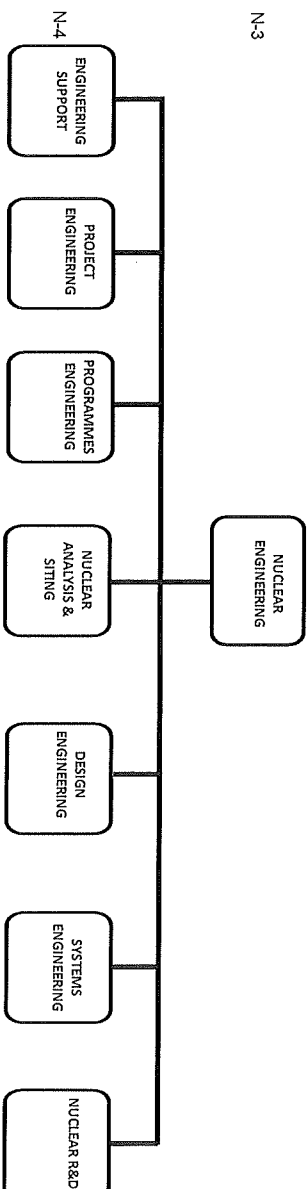 N-3
NUCLEAR
ENGINEERING
N-4
ENGINEERING
SUPPORT
PROJECT
ENGINEERING
PROGRAMMES
ENGINEERING
NUCLEAR
ANALYSIS &
SITING
DESIGN
ENGINEERING
SYSTEMS
ENGINEERING
NUCLEAR R&D